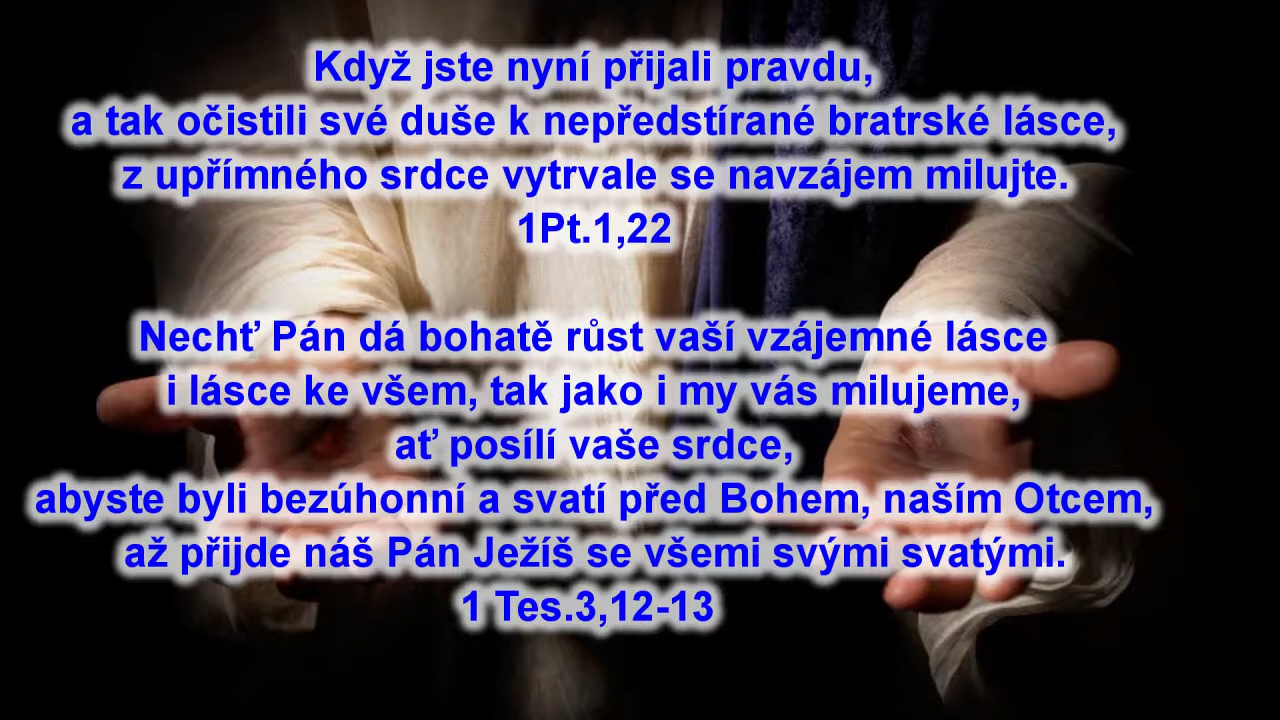 Když jste nyní přijali pravdu,
a tak očistili své duše k nepředstírané bratrské lásce,
z upřímného srdce vytrvale se navzájem milujte.
1Pt.1,22
Nechť Pán dá bohatě růst vaší vzájemné lásce
i lásce ke všem, tak jako i my vás milujeme,
ať posílí vaše srdce,
abyste byli bezúhonní a svatí před Bohem, naším Otcem,
až přijde náš Pán Ježíš se všemi svými svatými.
1 Tes.3,12-13